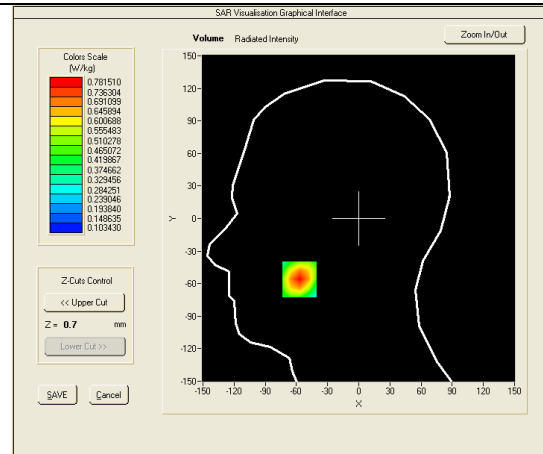 SAR Visualisation Graphical Interface
Volume Radiated Intensity
Zoom In/Out
Colors Scale
(W/kg)
0.781510
0.736304
0.691099
0.645894
0.600688
0.555483
0.510278
0.465072
0.419867
0.374662
0.329456
0.284251
0.239046
0.193840
0.148635
0.103430
Z-Cuts Control
<< Upper Cut
Z = 0.7 mm
Lower Cut >>
SAVE Cancel
150
120
90
60
30
0
-30
-60
-90
-120
-150
Y
-150 -120 -90 -60 -30 0 30 60 90 120 150
X